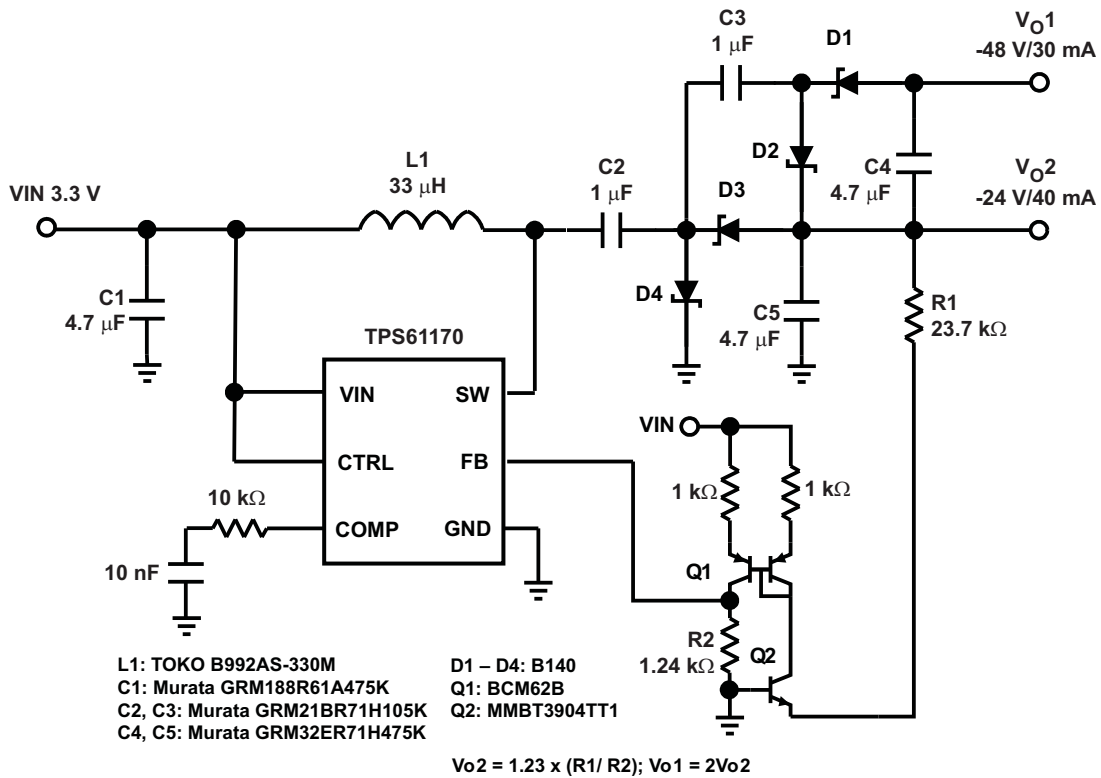 C3
1 μF
D1
VO1
-48 V/30 mA
L1
33 μH
C2
1 μF
D2
C4
4.7 μF
VO2
-24 V/40 mA
VIN 3.3 V
D3
C1
4.7 μF
D4
C5
4.7 μF
R1
23.7 kΩ
TPS61170
VIN
SW
CTRL
FB
COMP
GND
10 kΩ
10 nF
VIN
1 kΩ
1 kΩ
Q1
R2
1.24 kΩ
Q2
L1: TOKO B992AS-330M
C1: Murata GRM188R61A475K
C2, C3: Murata GRM21BR71H105K
C4, C5: Murata GRM32ER71H475K
D1 – D4: B140
Q1: BCM62B
Q2: MMBT3904TT1
Vo2 = 1.23 x (R1/ R2); Vo1 = 2Vo2